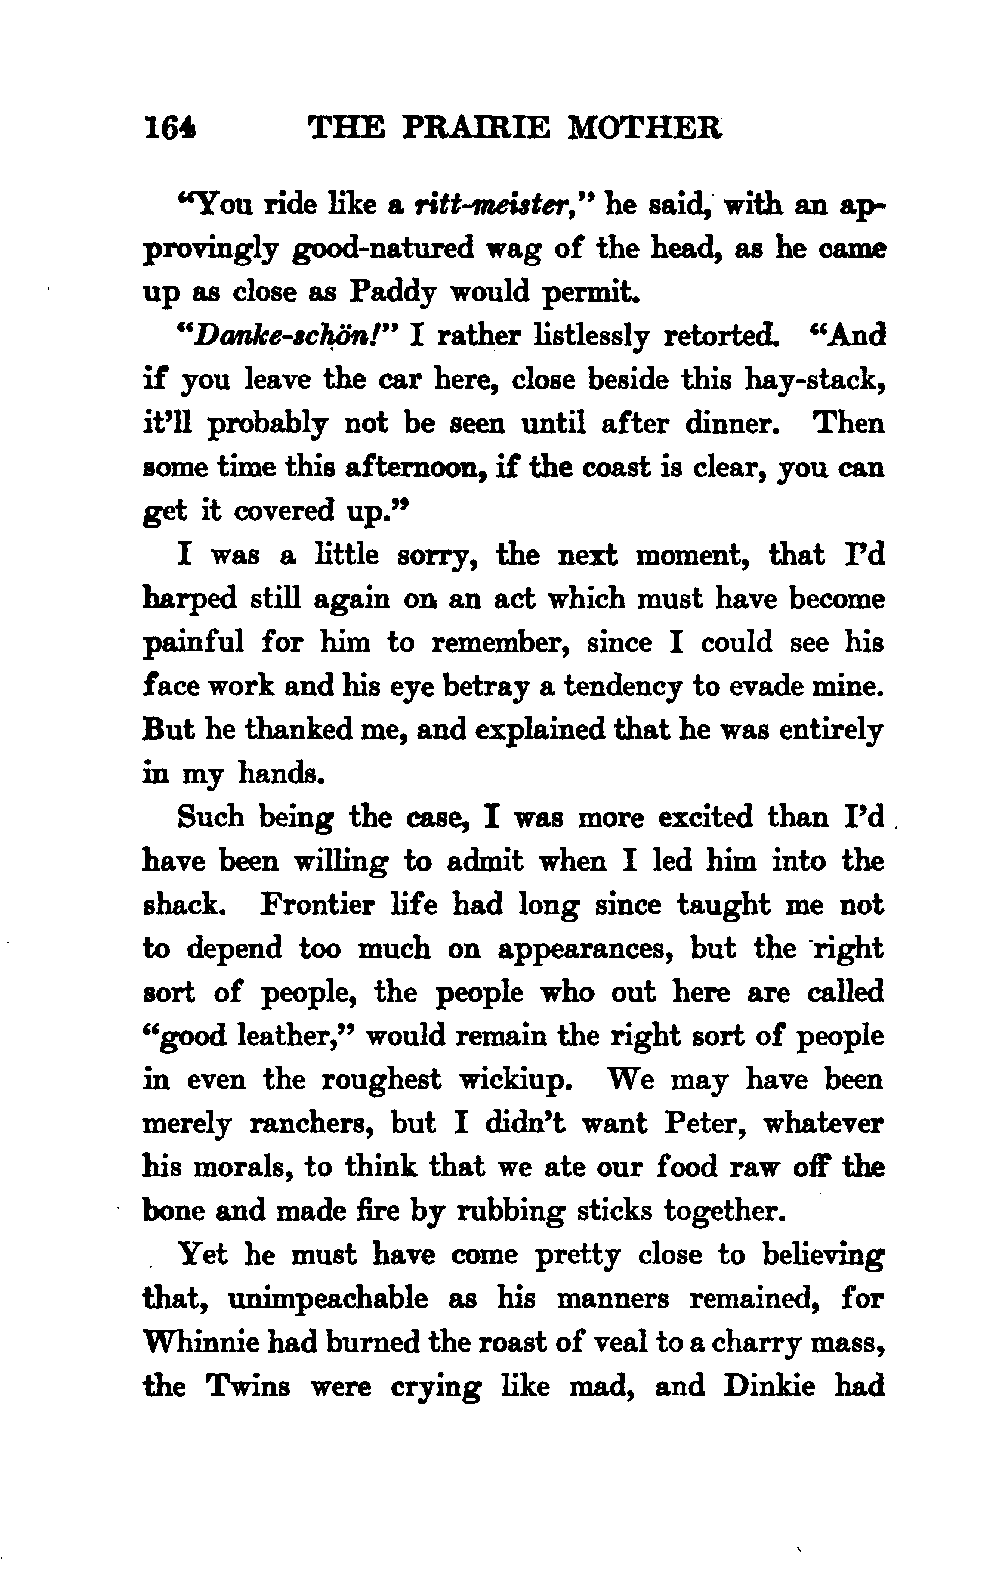 164 THE PRAIRIE MOTHER
“You ride like a ritt-meister,” he said, with an ap-
provingly good-natured wag of the head, as he came
up as close as Paddy would permit.
“Danke-schön!” I rather listlessly retorted. “And
if you leave the car here, close beside this hay-stack,
it’ll probably not be seen until after dinner. Then
some time this afternoon, if the coast is clear, you can
get it covered up.”
I was a little sorry, the next moment, that I’d
harped still again on an act which must have become
painful for him to remember, since I could see his
face work and his eye betray a tendency to evade mine.
But he thanked me, and explained that he was entirely
in my hands.
Such being the case, I was more excited than I’d
have been willing to admit when I led him into the
shack. Frontier life had long since taught me not
to depend too much on appearances, but the right
sort of people, the people who out here are called
“good leather,” would remain the right sort of people
in even the roughest wickiup. We may have been
merely ranchers, but I didn’t want Peter, whatever
his morals, to think that we ate our food raw off the
bone and made fire by rubbing sticks together.
Yet he must have come pretty close to believing
that, unimpeachable as his manners remained, for
Whinnie had burned the roast of veal to a charry mass,
the Twins were crying like mad, and Dinkie had